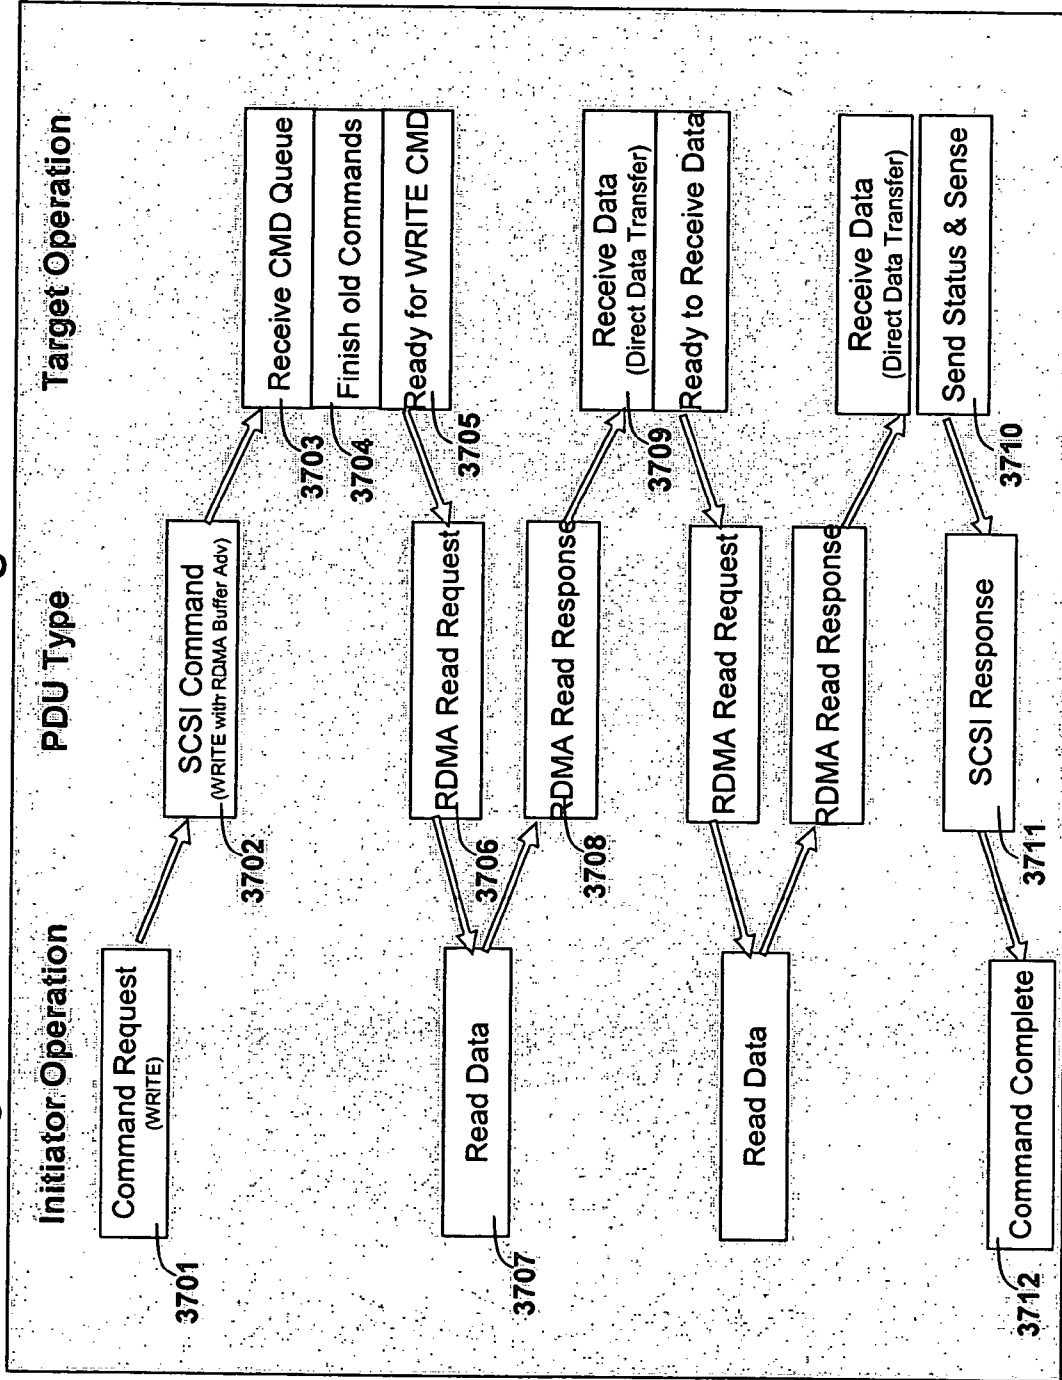 Initiator Operation
PDU Type
Target Operation
Command Request
(WRITE)
3701
SCSI Command
(WRITE with RDMA Buffer Adv)
3702
Receive CMD Queue
3703
Finish old Commands
3704
Ready for WRITE CMD
3705
RDMA Read Request
3706
Read Data
3707
RDMA Read Response
3708
Receive Data
(Direct Data Transfer)
3709
Ready to Receive Data
RDMA Read Request
Read Data
RDMA Read Response
Receive Data
(Direct Data Transfer)
Send Status & Sense
3710
SCSI Response
3711
Command Complete
3712